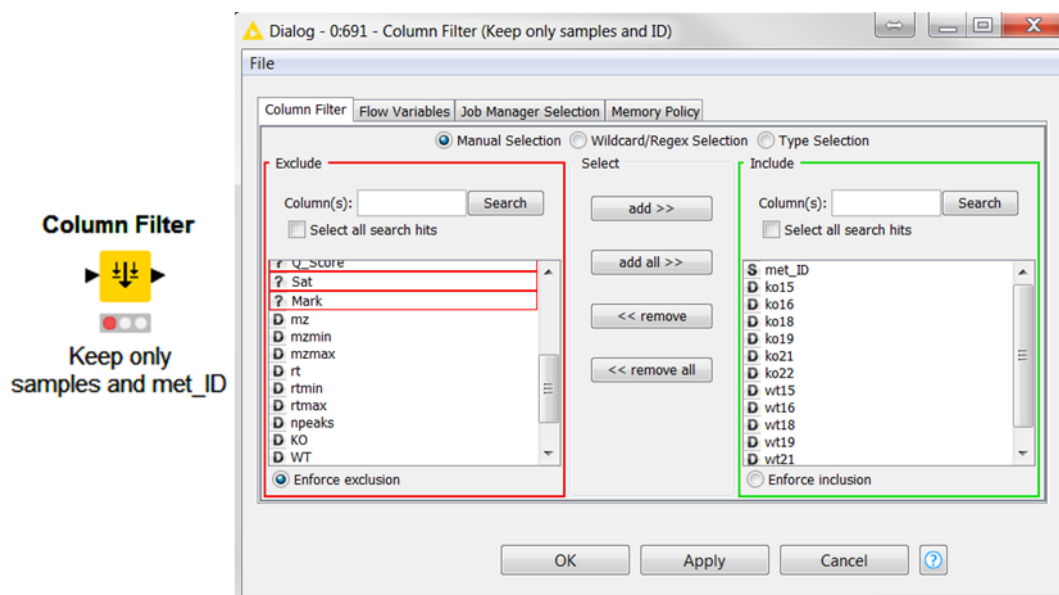 Column Filter
Keep only
samples and met_ID
Dialog - 0:691 - Column Filter (Keep only samples and ID)
File
Column Filter Flow Variables Job Manager Selection Memory Policy
Manual Selection Wildcard/Regex Selection Type Selection
Exclude
Column(s): Search
Select all search hits
? Q_Score
? Sat
? Mark
D mz
D mzmin
D mzmax
D rt
D rtmin
D rtmax
D npeaks
D KO
D WT
Enforce exclusion
Select
add >>
add all >>
<< remove
<< remove all
Include
Column(s): Search
Select all search hits
S met_ID
D ko15
D ko16
D ko18
D ko19
D ko21
D ko22
D wt15
D wt16
D wt18
D wt19
D wt21
Enforce inclusion
OK Apply Cancel ?